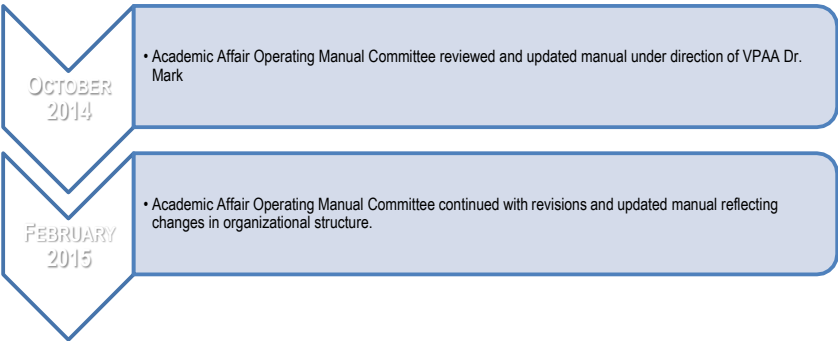 OCTOBER
2014
• Academic Affair Operating Manual Committee reviewed and updated manual under direction of VPAA Dr.
Mark
FEBRUARY
2015
• Academic Affair Operating Manual Committee continued with revisions and updated manual reflecting
changes in organizational structure.